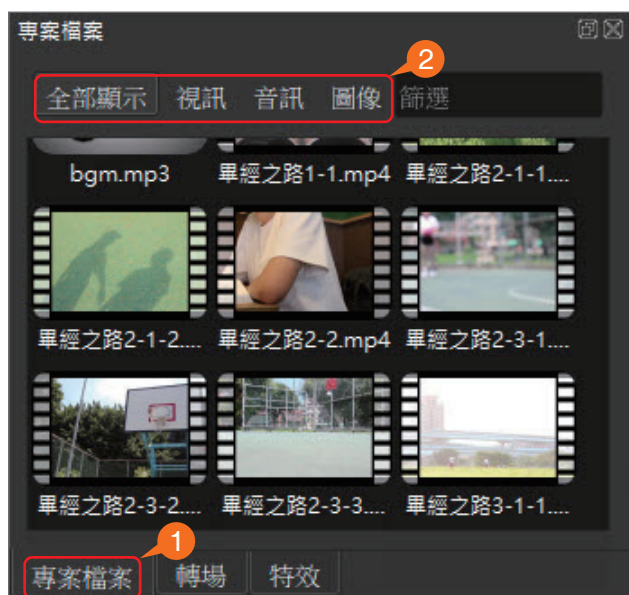 專案檔案
2
全部顯示 視訊 音訊 圖像 篩選
bgm.mp3 畢經之路1-1.mp4 畢經之路2-1-1....
畢經之路2-1-2.... 畢經之路2-2.mp4 畢經之路2-3-1....
畢經之路2-3-2.... 畢經之路2-3-3.... 畢經之路3-1-1....
1
專案檔案 轉場 特效